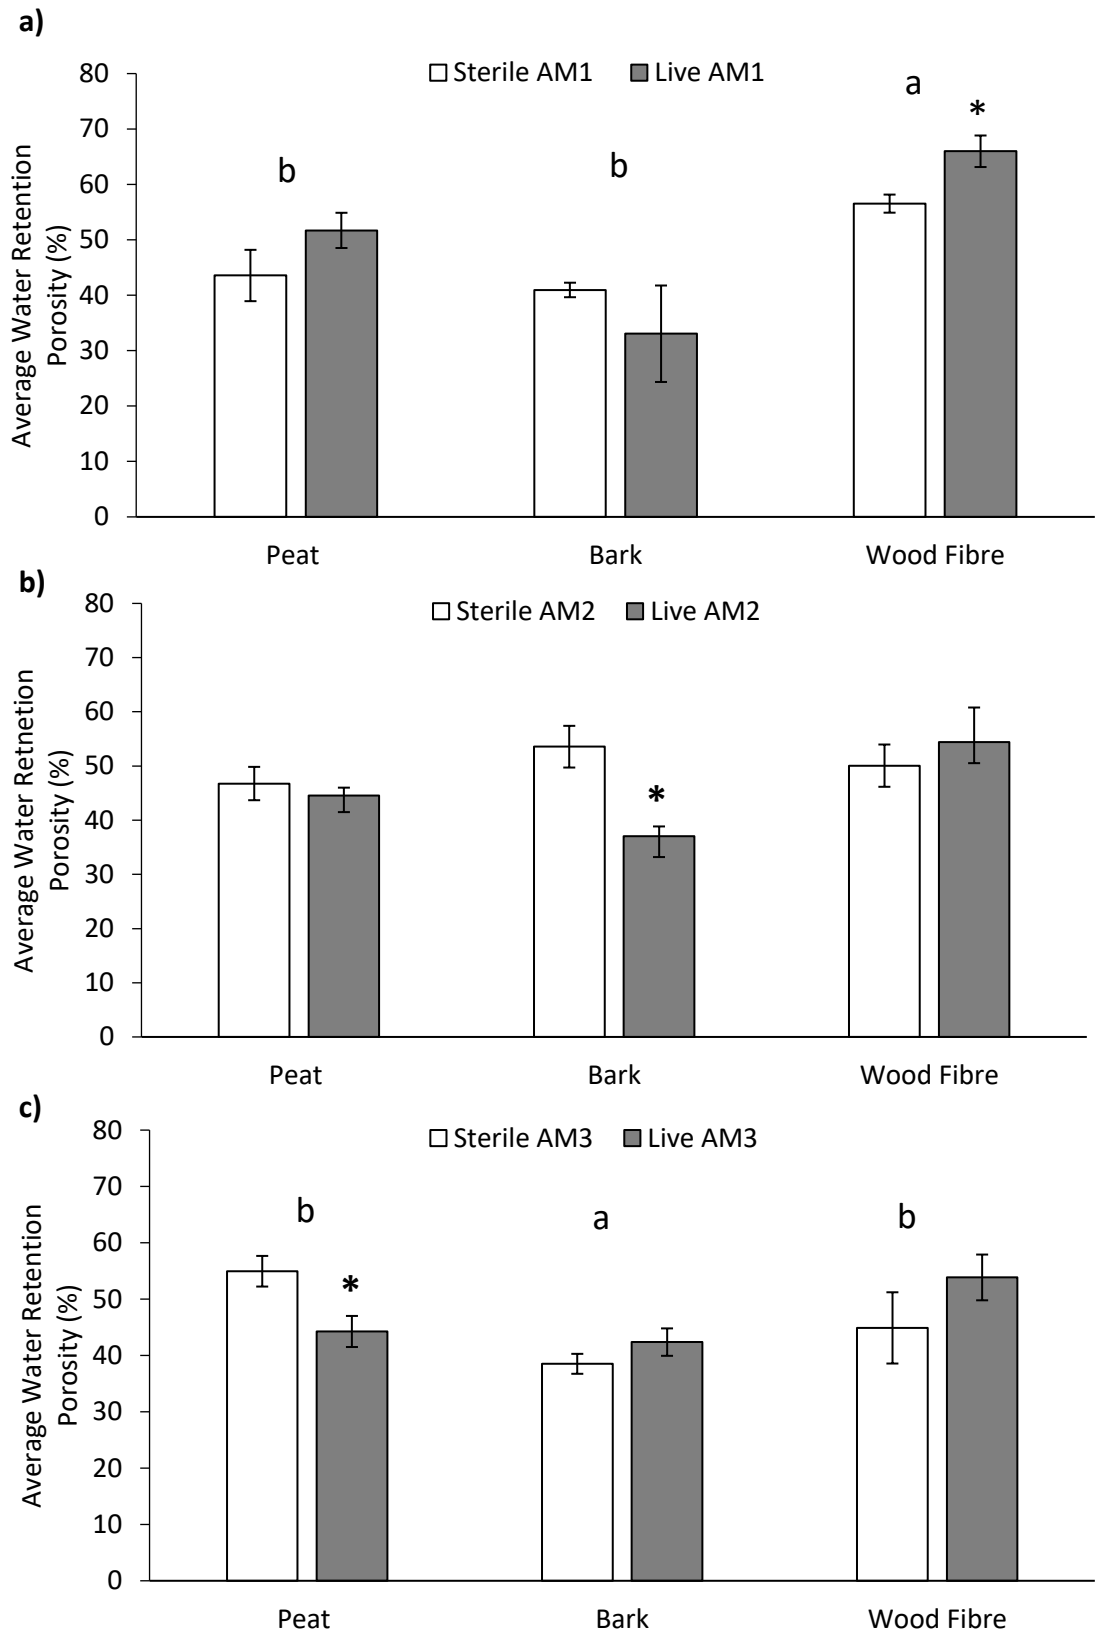 a)
Sterile AM1 Live AM1
Average Water Retention
Porosity (%)
80
70
60
50
40
30
20
10
0
b
b
a
*
Peat Bark Wood Fibre
b)
Sterile AM2 Live AM2
Average Water Retnetion
Porosity (%)
80
70
60
50
40
30
20
10
0
*
Peat Bark Wood Fibre
c)
Sterile AM3 Live AM3
Average Water Retention
Porosity (%)
80
70
60
50
40
30
20
10
0
b
*
a
b
Peat Bark Wood Fibre